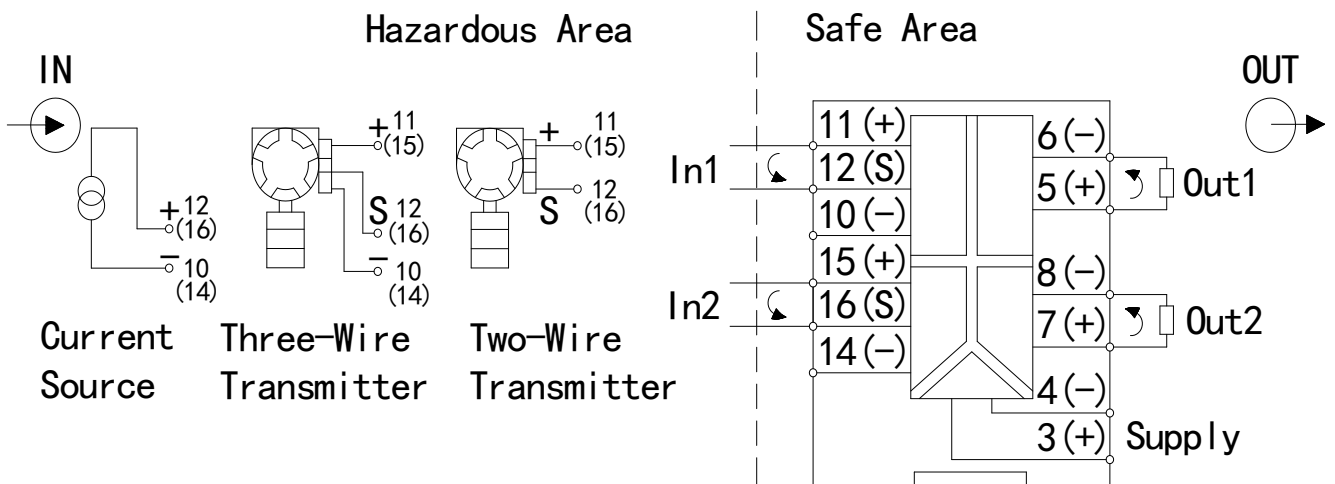 Hazardous Area
Safe Area
IN
OUT
+ 12
(16)
− 10
(14)
Current
Source
+ 11
(15)
S 12
(16)
− 10
(14)
Three-Wire
Transmitter
+ 11
(15)
S 12
(16)
Two-Wire
Transmitter
In1
In2
11(+)
12(S)
10(−)
15(+)
16(S)
14(−)
6(−)
5(+)
8(−)
7(+)
4(−)
3(+)
Out1
Out2
Supply